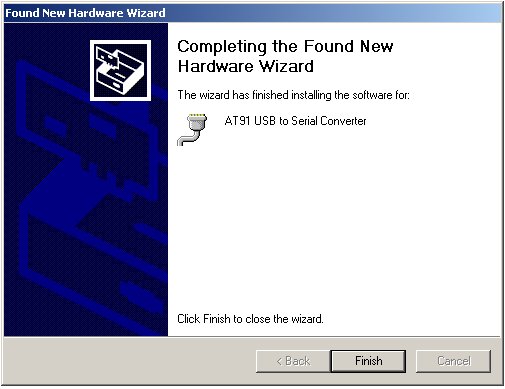 Found New Hardware Wizard
Completing the Found New
Hardware Wizard
The wizard has finished installing the software for:
AT91 USB to Serial Converter
Click Finish to close the wizard.
< Back
Finish
Cancel